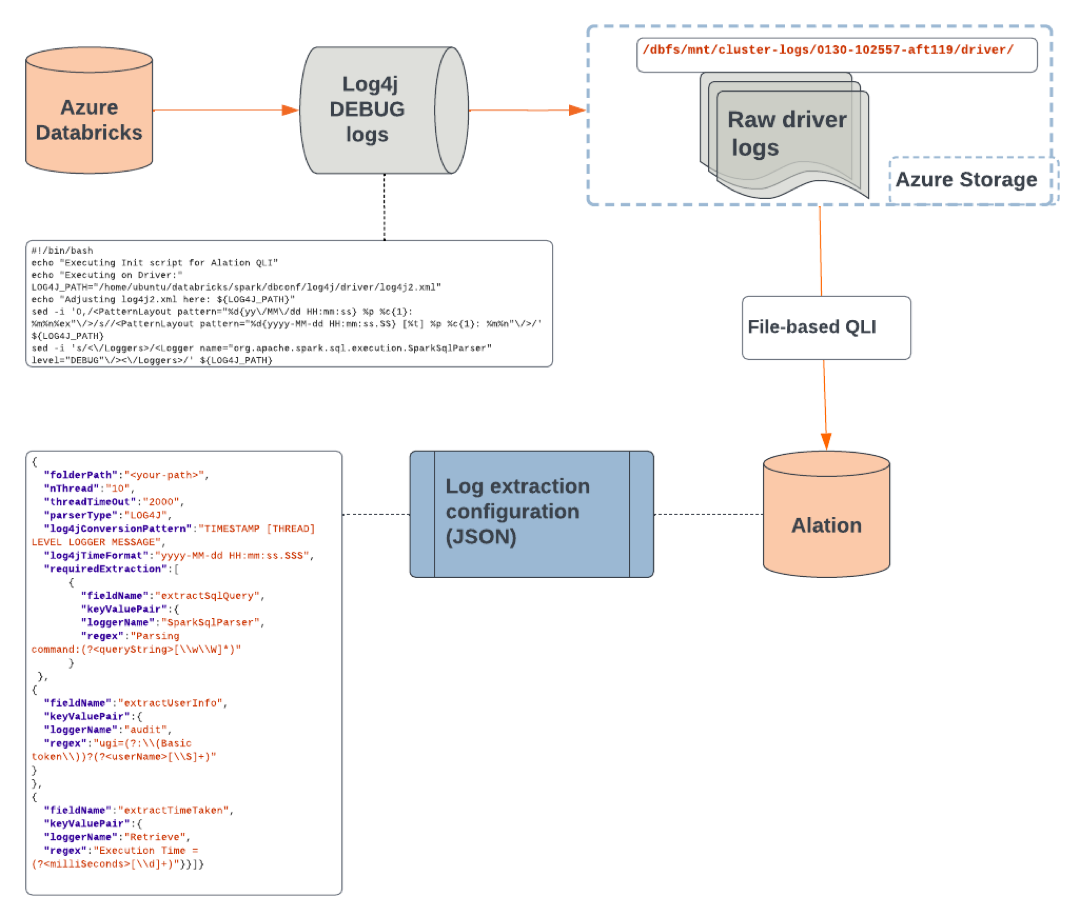 Azure
Databricks
Log4j
DEBUG
logs
/dbfs/mnt/cluster-logs/0130-102557-aft119/driver/
Raw driver
logs
Azure Storage
#!/bin/bash
echo "Executing Init script for Alation QLI"
echo "Executing on Driver:"
LOG4J_PATH="/home/ubuntu/databricks/spark/dbconf/log4j/driver/log4j2.xml"
echo "Adjusting log4j2.xml here: ${LOG4J_PATH}"
sed -i '0,/<PatternLayout pattern="%d{yy\/MM\/dd HH:mm:ss} %p %c{1}:
%m%n%ex"\/>/s//<PatternLayout pattern="%d{yyyy-MM-dd HH:mm:ss.SS} [%t] %p %c{1}: %m%n"\/>/'
${LOG4J_PATH}
sed -i 's/<\/Loggers>/<Logger name="org.apache.spark.sql.execution.SparkSqlParser"
level="DEBUG"\/><\/Loggers>/' ${LOG4J_PATH}
File-based QLI
{
"folderPath":"<your-path>",
"nThread":"10",
"threadTimeOut":"2000",
"parserType":"LOG4J",
"log4jConversionPattern":"TIMESTAMP [THREAD]
LEVEL LOGGER MESSAGE",
"log4jTimeFormat":"yyyy-MM-dd HH:mm:ss.SSS",
"requiredExtraction":[
{
"fieldName":"extractSqlQuery",
"keyValuePair":{
"loggerName":"SparkSqlParser",
"regex":"Parsing
command:(?<queryString>[\\w\\W]*)"
}
},
{
"fieldName":"extractUserInfo",
"keyValuePair":{
"loggerName":"audit",
"regex":"ugi=(?:\\(Basic
token\\))?(?<userName>[\\S]+)"
}
},
{
"fieldName":"extractTimeTaken",
"keyValuePair":{
"loggerName":"Retrieve",
"regex":"Execution Time =
(?<milliSeconds>[\\d]+)"}}]}
Log extraction
configuration
(JSON)
Alation